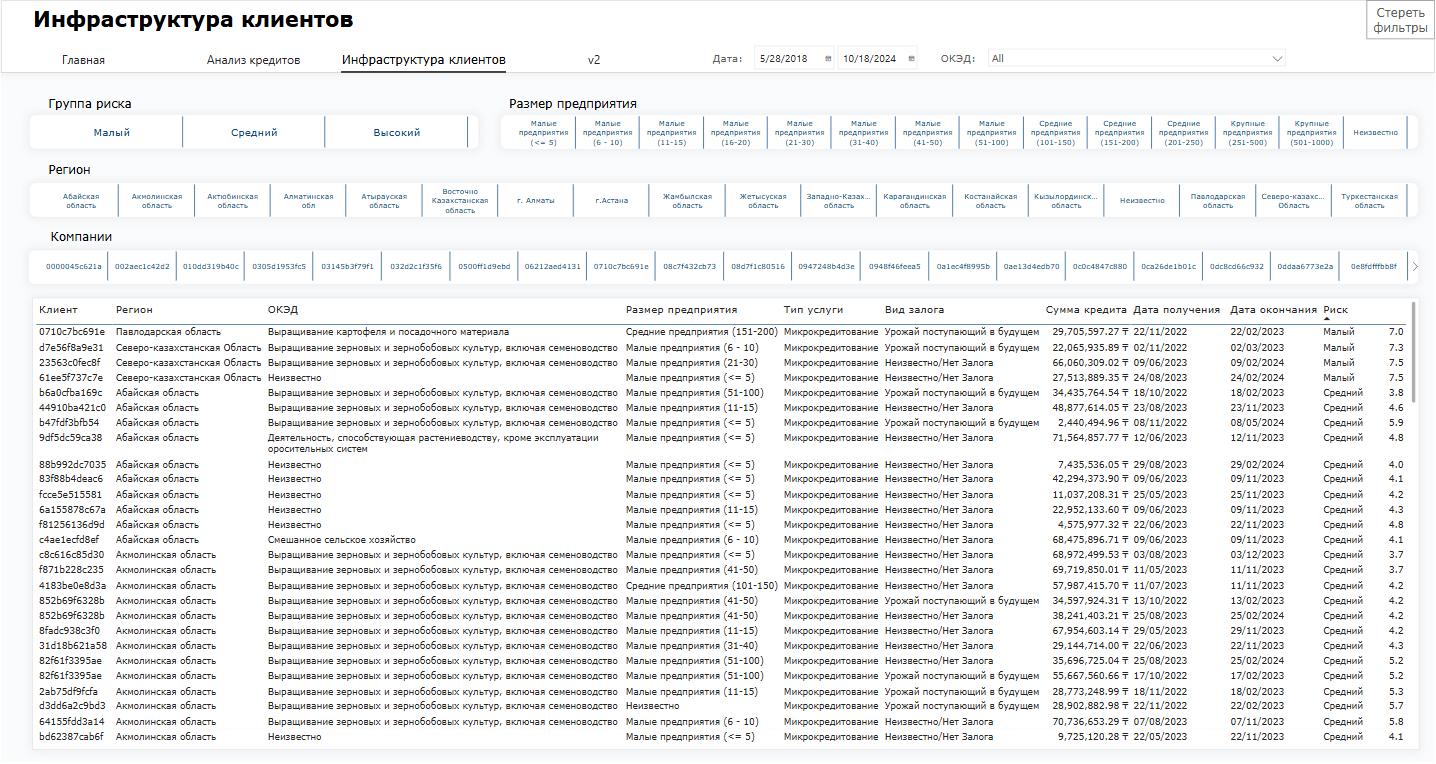 Инфраструктура клиентов
Стереть
фильтры
Главная Анализ кредитов Инфраструктура клиентов v2 Дата: 5/28/2018 10/18/2024 ОКЭД: All
Группа риска Размер предприятия
Малый Средний Высокий
Малые предприятия (<= 5)
Малые предприятия (6 - 10)
Малые предприятия (11-15)
Малые предприятия (16-20)
Малые предприятия (21-30)
Малые предприятия (31-40)
Малые предприятия (41-50)
Малые предприятия (51-100)
Средние предприятия (101-150)
Средние предприятия (151-200)
Средние предприятия (201-250)
Крупные предприятия (251-500)
Крупные предприятия (501-1000)
Неизвестно
Регион
Абайская область
Акмолинская область
Актюбинская область
Алматинская обл
Атырауская область
Восточно Казахстанская область
г. Алматы
г.Астана
Жамбылская область
Жетысуская область
Западно-Казах... область
Карагандинская область
Костанайская область
Кызылординск... область
Неизвестно
Павлодарская область
Северо-казахс... Область
Туркестанская область
Компании
0000045c621a 002aec1c42d2 010dd319b40c 0305d1953fc5 03145b3f79f1 032d2c1f35f6 0500ff1d9ebd 06212aed4131 0710c7bc691e 08c7f432cb73 08d7f1c80516 0947248b4d3e 0948f46feea5 0a1ec4f8995b 0ae13d4edb70 0c0c4847c880 0ca26de1b01c 0dc8cd66c932 0ddaa6773e2a 0e8fdfffbb8f
Клиент Регион ОКЭД Размер предприятия Тип услуги Вид залога Сумма кредита Дата получения Дата окончания Риск
0710c7bc691e Павлодарская область Выращивание картофеля и посадочного материала Средние предприятия (151-200) Микрокредитование Урожай поступающий в будущем 29,705,597.27 ₸ 22/11/2022 22/02/2023 Малый 7.0
d7e56f8a9e31 Северо-казахстанская Область Выращивание зерновых и зернобобовых культур, включая семеноводство Малые предприятия (6 - 10) Микрокредитование Урожай поступающий в будущем 22,065,935.89 ₸ 02/11/2022 02/03/2023 Малый 7.3
23563c0fec8f Северо-казахстанская Область Выращивание зерновых и зернобобовых культур, включая семеноводство Малые предприятия (21-30) Микрокредитование Неизвестно/Нет Залога 66,060,309.02 ₸ 09/06/2023 09/02/2024 Малый 7.5
61ee5f737c7e Северо-казахстанская Область Неизвестно Малые предприятия (<= 5) Микрокредитование Неизвестно/Нет Залога 27,513,889.35 ₸ 24/08/2023 24/02/2024 Малый 7.5
b6a0cfba169c Абайская область Выращивание зерновых и зернобобовых культур, включая семеноводство Малые предприятия (51-100) Микрокредитование Урожай поступающий в будущем 34,435,764.54 ₸ 18/10/2022 18/02/2023 Средний 3.8
44910ba421c0 Абайская область Выращивание зерновых и зернобобовых культур, включая семеноводство Малые предприятия (11-15) Микрокредитование Неизвестно/Нет Залога 48,877,614.05 ₸ 23/08/2023 23/11/2023 Средний 4.6
b47fdf3bfb54 Абайская область Выращивание зерновых и зернобобовых культур, включая семеноводство Малые предприятия (<= 5) Микрокредитование Урожай поступающий в будущем 2,440,494.96 ₸ 08/11/2022 08/05/2024 Средний 5.9
9df5dc59ca38 Абайская область Деятельность, способствующая растениеводству, кроме эксплуатации Малые предприятия (<= 5) Микрокредитование Неизвестно/Нет Залога 71,564,857.77 ₸ 12/06/2023 12/11/2023 Средний 4.8
оросительных систем
88b992dc7035 Абайская область Неизвестно Малые предприятия (<= 5) Микрокредитование Неизвестно/Нет Залога 7,435,536.05 ₸ 29/08/2023 29/02/2024 Средний 4.0
83f88b4deac6 Абайская область Неизвестно Малые предприятия (<= 5) Микрокредитование Неизвестно/Нет Залога 42,294,373.90 ₸ 09/06/2023 09/11/2023 Средний 4.1
fcce5e515581 Абайская область Неизвестно Малые предприятия (<= 5) Микрокредитование Неизвестно/Нет Залога 11,037,208.31 ₸ 25/05/2023 25/11/2023 Средний 4.2
6a155878c67a Абайская область Неизвестно Малые предприятия (11-15) Микрокредитование Неизвестно/Нет Залога 22,952,133.60 ₸ 09/06/2023 09/11/2023 Средний 4.3
f81256136d9d Абайская область Неизвестно Малые предприятия (<= 5) Микрокредитование Неизвестно/Нет Залога 4,575,977.32 ₸ 22/06/2023 22/11/2023 Средний 4.8
c4ae1ecfd8ef Абайская область Смешанное сельское хозяйство Малые предприятия (6 - 10) Микрокредитование Неизвестно/Нет Залога 68,475,896.71 ₸ 09/06/2023 09/11/2023 Средний 4.1
c8c616c85d30 Акмолинская область Выращивание зерновых и зернобобовых культур, включая семеноводство Малые предприятия (<= 5) Микрокредитование Неизвестно/Нет Залога 68,972,499.53 ₸ 03/08/2023 03/12/2023 Средний 3.7
f871b228c235 Акмолинская область Выращивание зерновых и зернобобовых культур, включая семеноводство Малые предприятия (41-50) Микрокредитование Неизвестно/Нет Залога 69,719,850.01 ₸ 11/05/2023 11/11/2023 Средний 3.7
4183be0e8d3a Акмолинская область Выращивание зерновых и зернобобовых культур, включая семеноводство Средние предприятия (101-150) Микрокредитование Неизвестно/Нет Залога 57,987,415.70 ₸ 11/07/2023 11/11/2023 Средний 4.2
852b69f6328b Акмолинская область Выращивание зерновых и зернобобовых культур, включая семеноводство Малые предприятия (41-50) Микрокредитование Урожай поступающий в будущем 34,597,924.31 ₸ 13/10/2022 13/02/2023 Средний 4.2
852b69f6328b Акмолинская область Выращивание зерновых и зернобобовых культур, включая семеноводство Малые предприятия (41-50) Микрокредитование Неизвестно/Нет Залога 38,241,403.21 ₸ 25/08/2023 25/02/2024 Средний 4.2
8fadc938c3f0 Акмолинская область Выращивание зерновых и зернобобовых культур, включая семеноводство Малые предприятия (11-15) Микрокредитование Неизвестно/Нет Залога 67,954,603.14 ₸ 29/05/2023 29/11/2023 Средний 4.2
31d18b621a58 Акмолинская область Выращивание зерновых и зернобобовых культур, включая семеноводство Малые предприятия (31-40) Микрокредитование Неизвестно/Нет Залога 29,144,714.00 ₸ 22/06/2023 22/11/2023 Средний 4.3
82f61f3395ae Акмолинская область Выращивание зерновых и зернобобовых культур, включая семеноводство Малые предприятия (51-100) Микрокредитование Неизвестно/Нет Залога 35,696,725.04 ₸ 25/08/2023 25/02/2024 Средний 5.2
82f61f3395ae Акмолинская область Выращивание зерновых и зернобобовых культур, включая семеноводство Малые предприятия (51-100) Микрокредитование Урожай поступающий в будущем 55,667,560.66 ₸ 17/10/2022 17/02/2023 Средний 5.2
2ab75df9fcfa Акмолинская область Выращивание зерновых и зернобобовых культур, включая семеноводство Малые предприятия (11-15) Микрокредитование Урожай поступающий в будущем 28,773,248.99 ₸ 18/11/2022 18/02/2023 Средний 5.3
d3dd6a2c9bd3 Акмолинская область Выращивание зерновых и зернобобовых культур, включая семеноводство Неизвестно Микрокредитование Урожай поступающий в будущем 28,902,882.98 ₸ 22/11/2022 22/02/2023 Средний 5.7
64155fdd3a14 Акмолинская область Выращивание зерновых и зернобобовых культур, включая семеноводство Малые предприятия (6 - 10) Микрокредитование Неизвестно/Нет Залога 70,736,653.29 ₸ 07/08/2023 07/11/2023 Средний 5.8
bd62387cab6f Акмолинская область Неизвестно Малые предприятия (<= 5) Микрокредитование Неизвестно/Нет Залога 9,725,120.28 ₸ 22/05/2023 22/11/2023 Средний 4.1